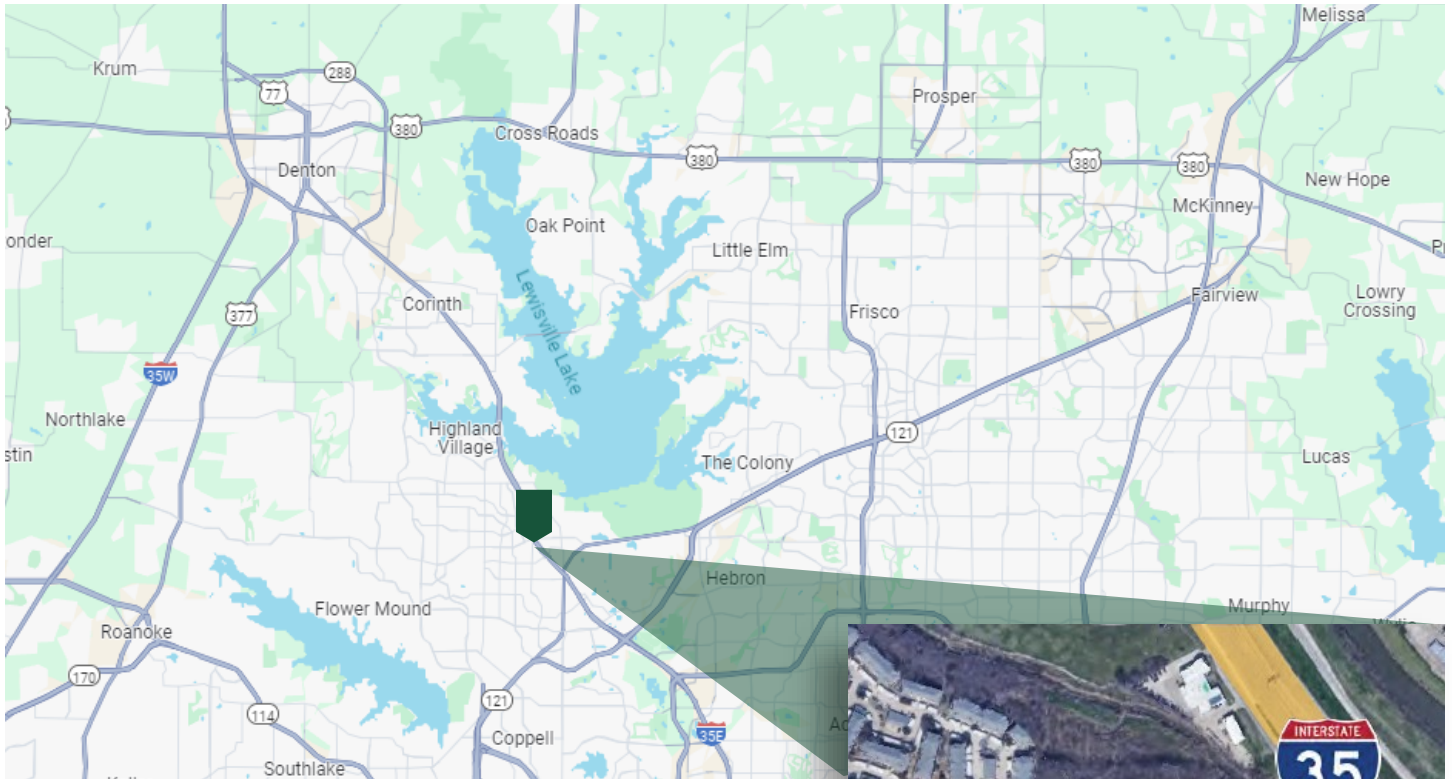 Melissa
Krum
288
77
Prosper
380
Cross Roads
380
380
380
Denton
New Hope
McKinney
onder
Oak Point
Little Elm
Lewisville Lake
Corinth
Fairview
Lowry
Crossing
377
Frisco
35W
Northlake
Highland
Village
121
stin
The Colony
Lucas
Hebron
Flower Mound
Murphy
Roanoke
170
121
114
35E
Coppell
Southlake
INTERSTATE
35